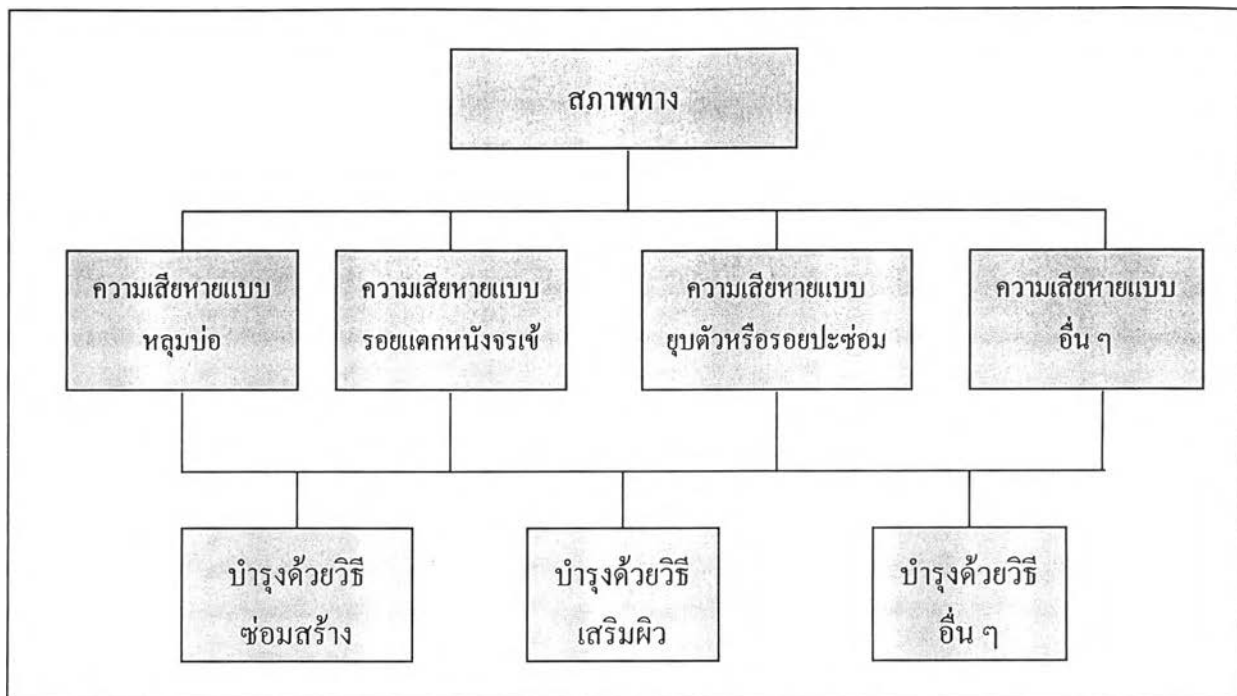 สภาพทาง
ความเสียหายแบบ
หลุมบ่อ
ความเสียหายแบบ
รอยแตกหนังจรเข้
ความเสียหายแบบ
ยุบตัวหรือรอยปะซ่อม
ความเสียหายแบบ
อื่น ๆ
บำรุงด้วยวิธี
ซ่อมสร้าง
บำรุงด้วยวิธี
เสริมผิว
บำรุงด้วยวิธี
อื่น ๆ